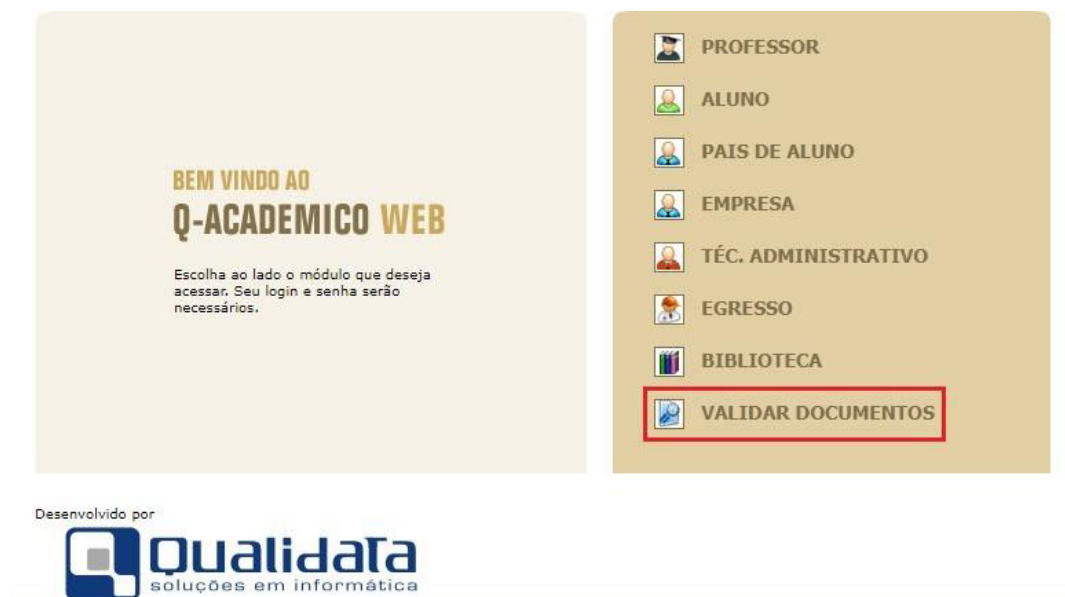 BEM VINDO AO
Q-ACADEMICO WEB
Escolha ao lado o módulo que deseja
acessar. Seu login e senha serão
necessários.
PROFESSOR
ALUNO
PAIS DE ALUNO
EMPRESA
TÉC. ADMINISTRATIVO
EGRESSO
BIBLIOTECA
VALIDAR DOCUMENTOS
Desenvolvido por
Qualidata
soluções em informática